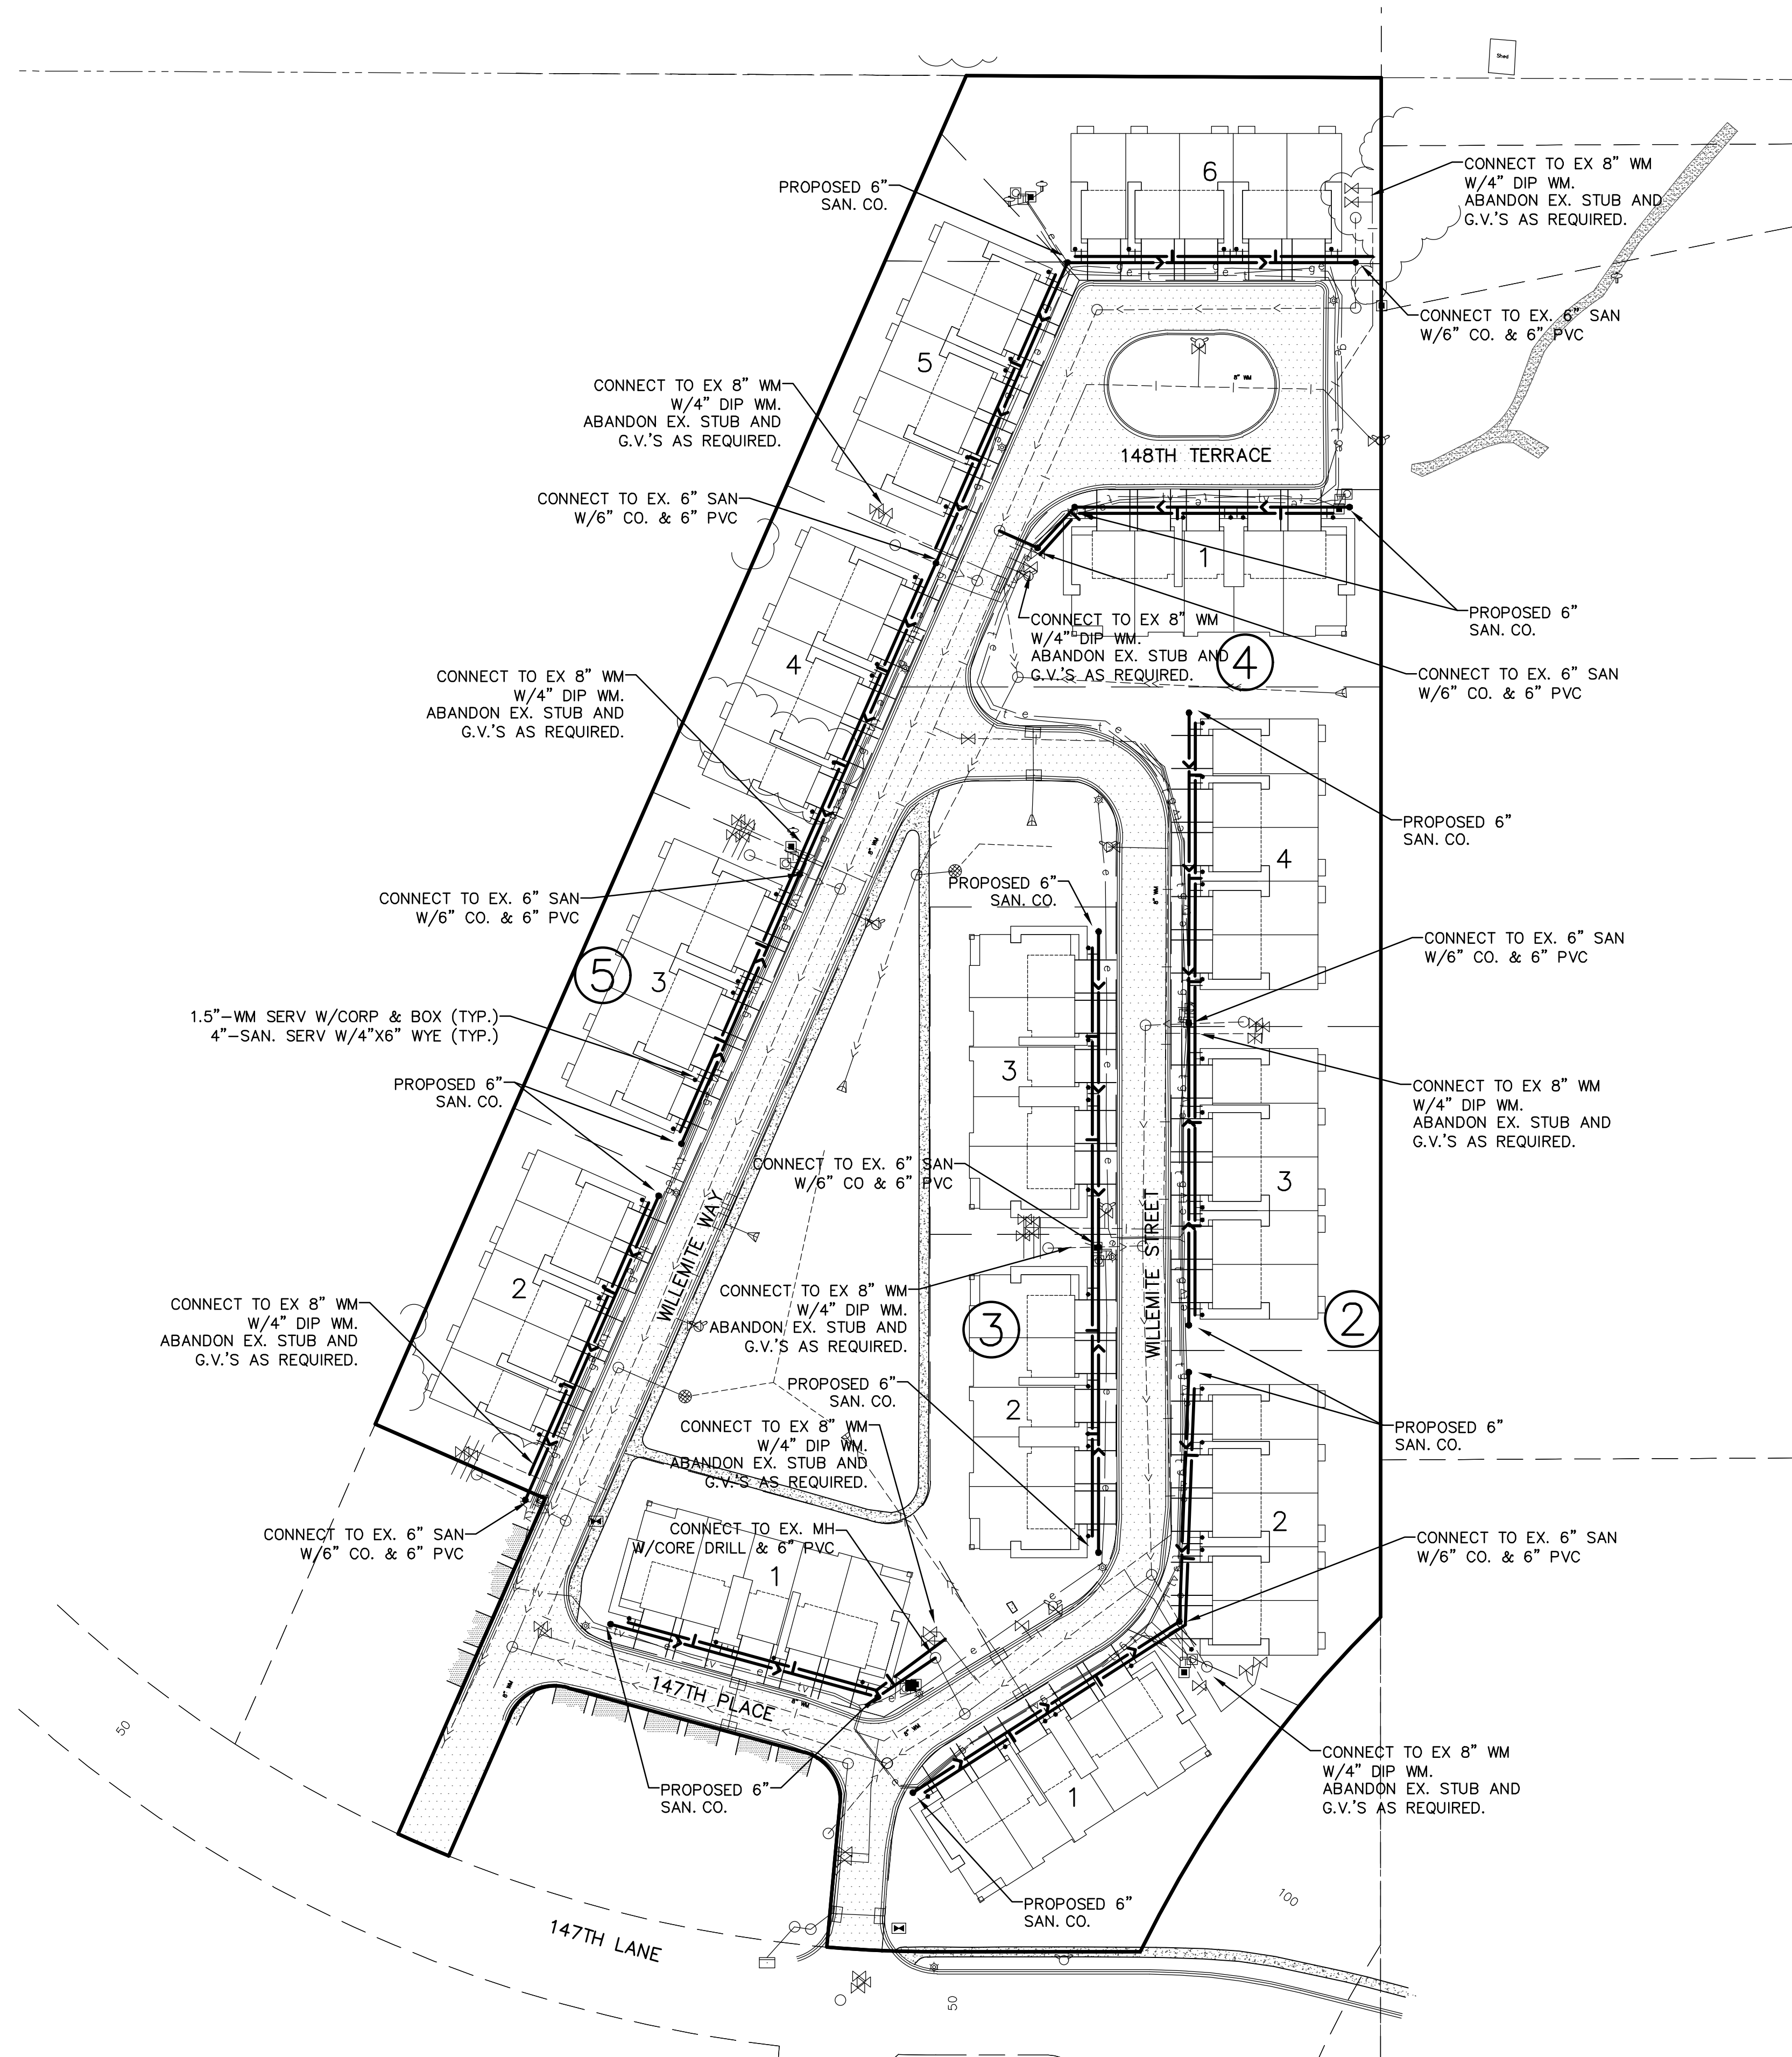 Shed
6
PROPOSED 6”
SAN. CO.
CONNECT TO EX 8” WM
W/4” DIP WM.
ABANDON EX. STUB AND
G.V.’S AS REQUIRED.
CONNECT TO EX. 6” SAN
W/6” CO. & 6” PVC
5
CONNECT TO EX 8” WM
W/4” DIP WM.
ABANDON EX. STUB AND
G.V.’S AS REQUIRED.
8" WM
148TH TERRACE
CONNECT TO EX. 6” SAN
W/6” CO. & 6” PVC
1
PROPOSED 6”
SAN. CO.
CONNECT TO EX 8” WM
W/4” DIP WM.
ABANDON EX. STUB AND
G.V.’S AS REQUIRED.
4
CONNECT TO EX. 6” SAN
W/6” CO. & 6” PVC
4
CONNECT TO EX 8” WM
W/4” DIP WM.
ABANDON EX. STUB AND
G.V.’S AS REQUIRED.
PROPOSED 6”
SAN. CO.
4
8" WM
PROPOSED 6”
SAN. CO.
8" WM
CONNECT TO EX. 6” SAN
W/6” CO. & 6” PVC
CONNECT TO EX. 6” SAN
W/6” CO. & 6” PVC
5
3
1.5”-WM SERV W/CORP & BOX (TYP.)
4”-SAN. SERV W/4”X6” WYE (TYP.)
3
CONNECT TO EX 8” WM
W/4” DIP WM.
ABANDON EX. STUB AND
G.V.’S AS REQUIRED.
PROPOSED 6”
SAN. CO.
3
CONNECT TO EX. 6” SAN
W/6” CO & 6” PVC
WILLEMITE WAY
WILLEMITE STREET
2
CONNECT TO EX 8” WM
W/4” DIP WM.
ABANDON EX. STUB AND
G.V.’S AS REQUIRED.
CONNECT TO EX 8” WM
W/4” DIP WM.
ABANDON EX. STUB AND
G.V.’S AS REQUIRED.
3
2
PROPOSED 6”
SAN. CO.
2
PROPOSED 6”
SAN. CO.
CONNECT TO EX 8” WM
W/4” DIP WM.
ABANDON EX. STUB AND
G.V.’S AS REQUIRED.
2
CONNECT TO EX. 6” SAN
W/6” CO. & 6” PVC
CONNECT TO EX. MH
W/CORE DRILL & 6” PVC
CONNECT TO EX. 6” SAN
W/6” CO. & 6” PVC
1
147TH PLACE
8" WM
8" WM
8" WM
50
PROPOSED 6”
SAN. CO.
1
CONNECT TO EX 8” WM
W/4” DIP WM.
ABANDON EX. STUB AND
G.V.’S AS REQUIRED.
PROPOSED 6”
SAN. CO.
100
147TH LANE
50